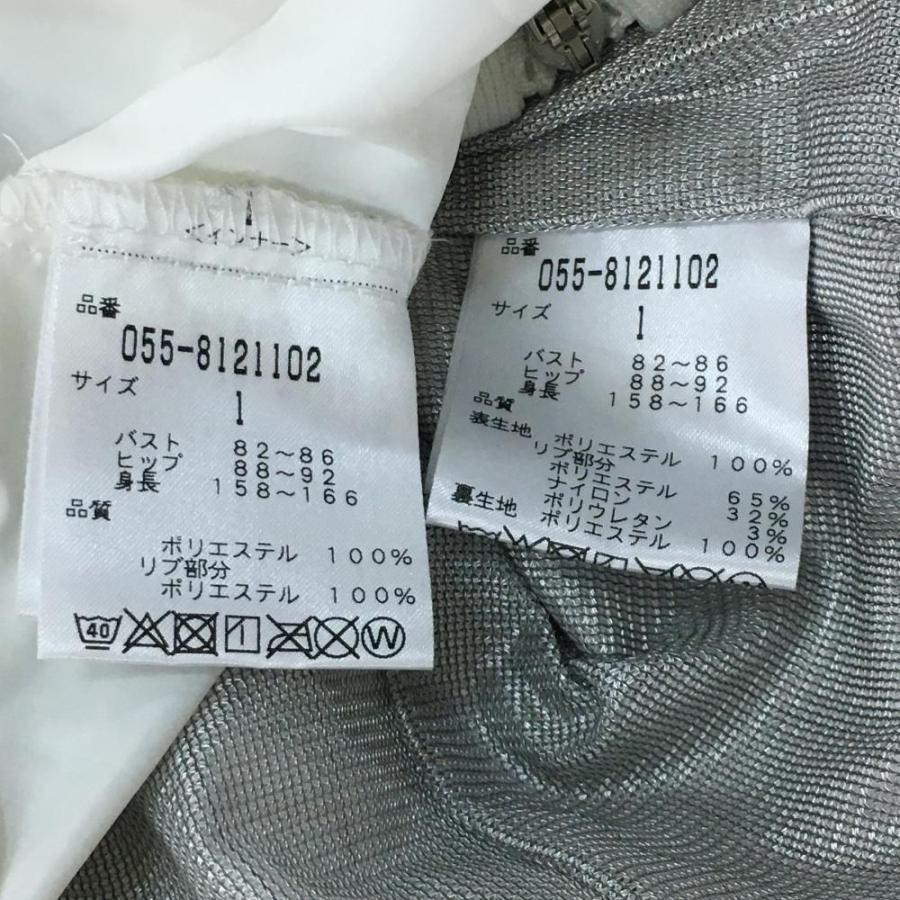 <インナー>
品番
055-8121102
サイズ
1
バスト 82～86
ヒップ 88～92
身長 158～166
品質
ポリエステル 100%
リブ部分
ポリエステル 100%
40
W
品番
055-8121102
サイズ
1
バスト 82～86
ヒップ 88～92
身長 158～166
品質
表生地
ポリエステル 100%
リブ部分
ポリエステル 65%
ナイロン 32%
ポリウレタン 3%
裏生地 ポリエステル 100%